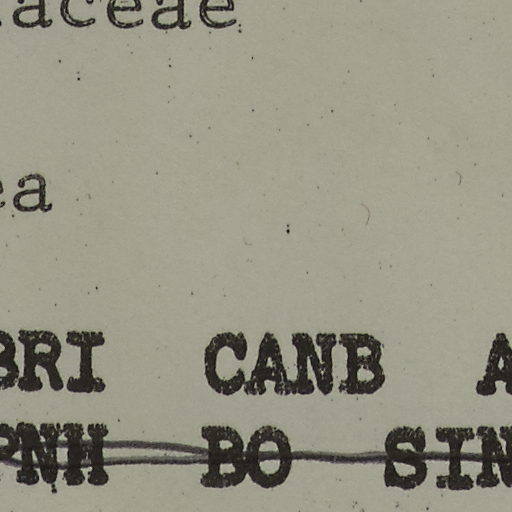 aceae
ea
BRI CANB A
PNH BO SIN